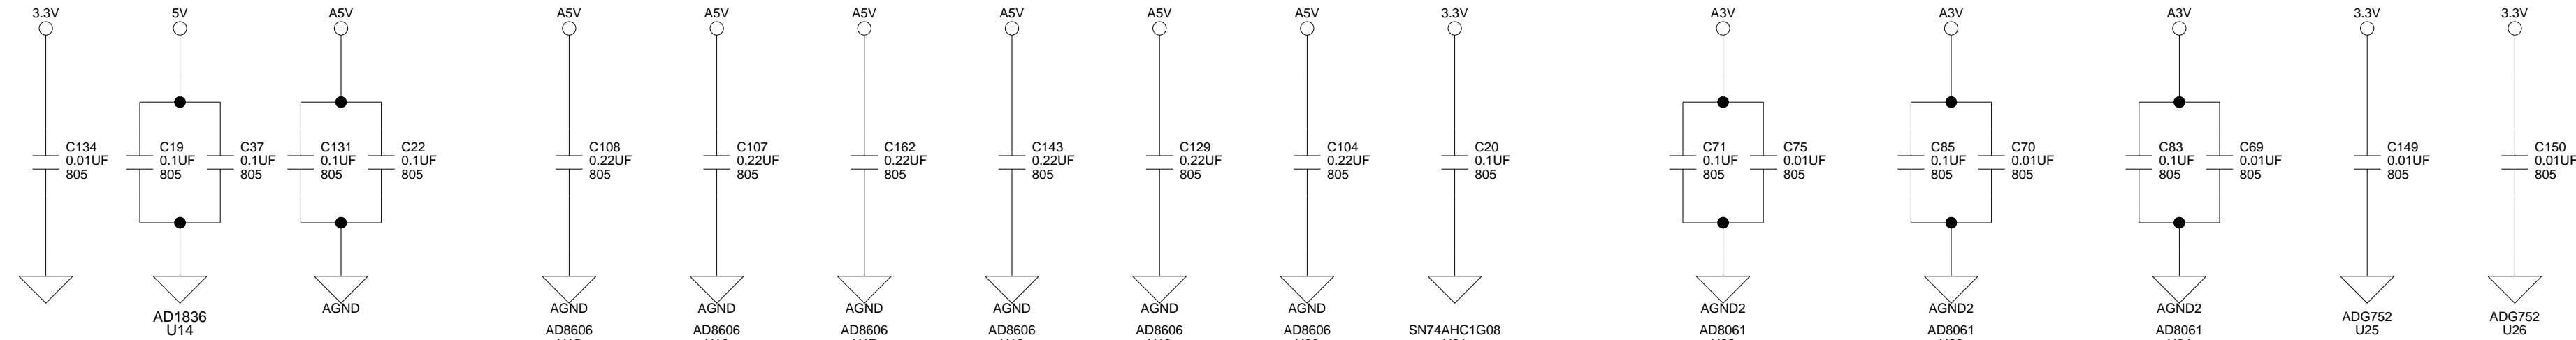 3.3V
5V
A5V
A5V
A5V
A5V
A5V
A5V
A5V
3.3V
A3V
A3V
A3V
3.3V
3.3V
C134
0.01UF
805
C19
0.1UF
805
C37
0.1UF
805
C131
0.1UF
805
C22
0.1UF
805
C108
0.22UF
805
C107
0.22UF
805
C162
0.22UF
805
C143
0.22UF
805
C129
0.22UF
805
C104
0.22UF
805
C20
0.1UF
805
C71
0.1UF
805
C75
0.01UF
805
C85
0.1UF
805
C70
0.01UF
805
C83
0.1UF
805
C69
0.01UF
805
C149
0.01UF
805
C150
0.01UF
805
AD1836
U14
AGND
AGND
AD8606
AGND
AD8606
AGND
AD8606
AGND
AD8606
AGND
AD8606
AGND
AD8606
SN74AHC1G08
AGND2
AD8061
AGND2
AD8061
AGND2
AD8061
ADG752
U25
ADG752
U26